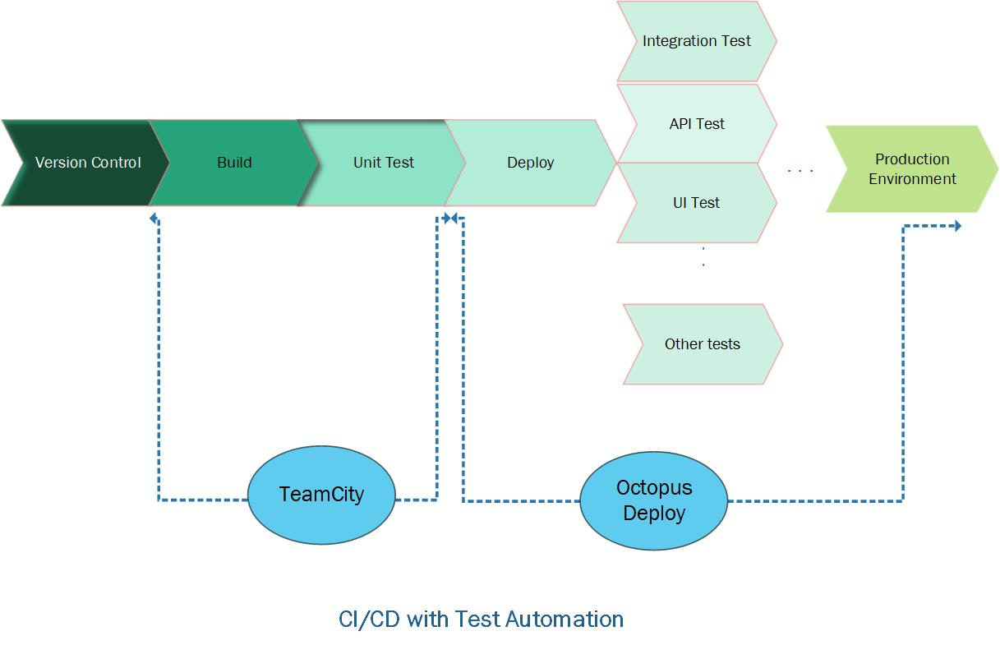 Integration Test
API Test
Version Control
Build
Unit Test
Deploy
UI Test
Production
Environment
Other tests
TeamCity
Octopus
Deploy
CI/CD with Test Automation